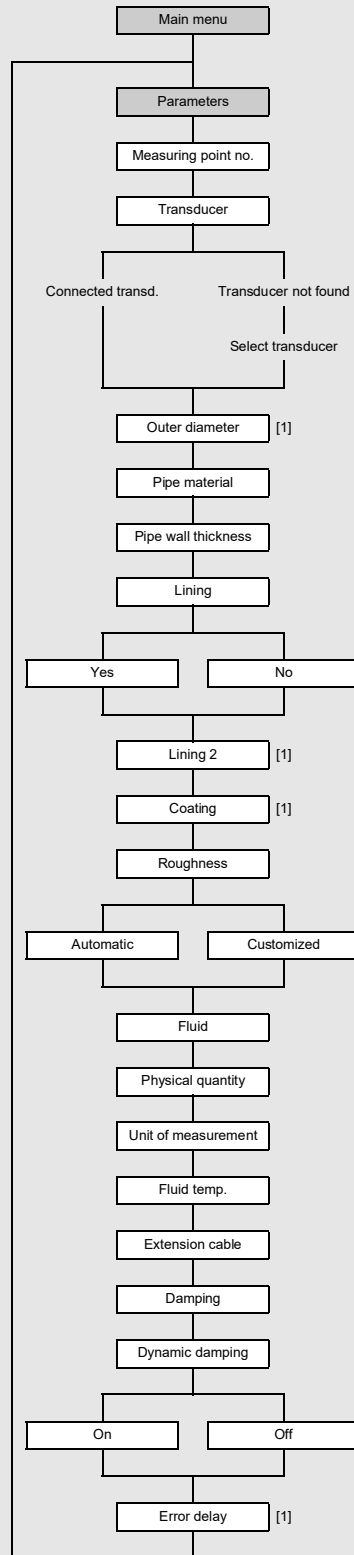 Main menu
Parameters
Measuring point no.
Transducer
Connected transd.
Transducer not found
Select transducer
Outer diameter [1]
Pipe material
Pipe wall thickness
Lining
Yes
No
Lining 2 [1]
Coating [1]
Roughness
Automatic
Customized
Fluid
Physical quantity
Unit of measurement
Fluid temp.
Extension cable
Damping
Dynamic damping
On
Off
Error delay [1]